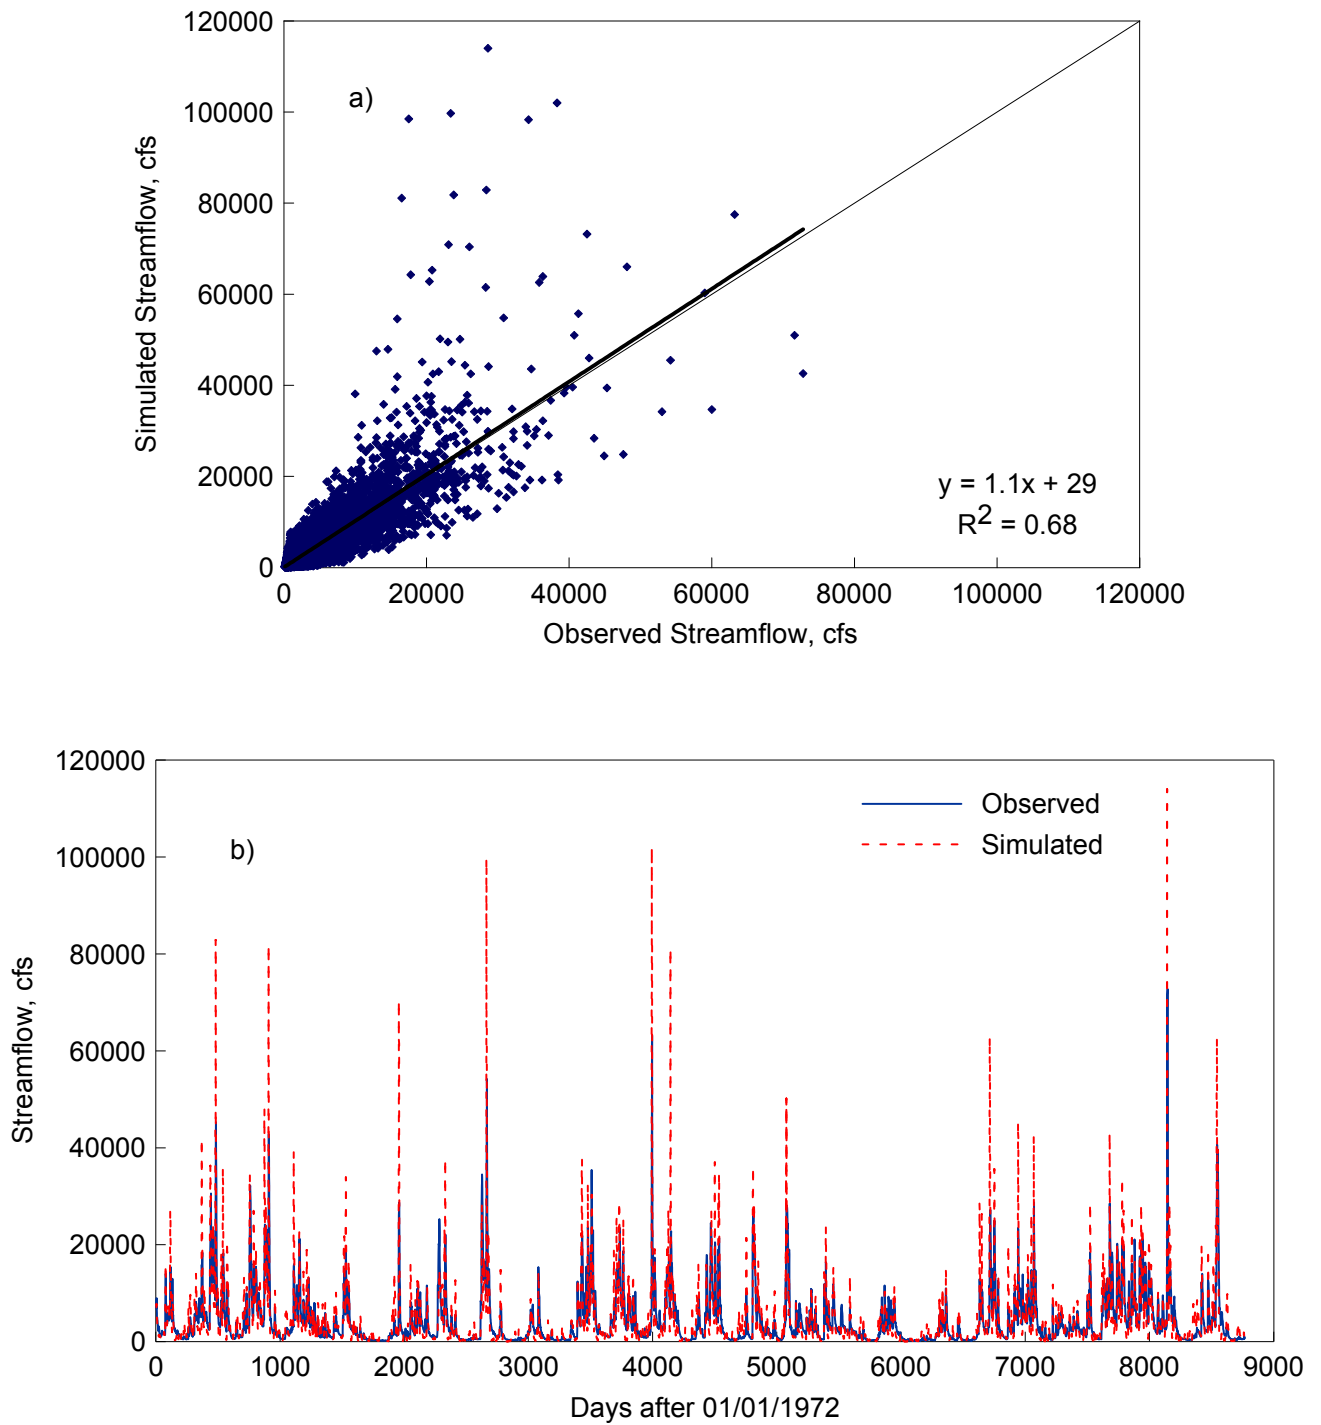 120000
100000
80000
60000
40000
20000
0
Simulated Streamflow, cfs
a)
y = 1.1x + 29
R2 = 0.68
0 20000 40000 60000 80000 100000 120000
Observed Streamflow, cfs
120000
100000
80000
60000
40000
20000
0
Streamflow, cfs
b)
Observed
Simulated
0 1000 2000 3000 4000 5000 6000 7000 8000 9000
Days after 01/01/1972